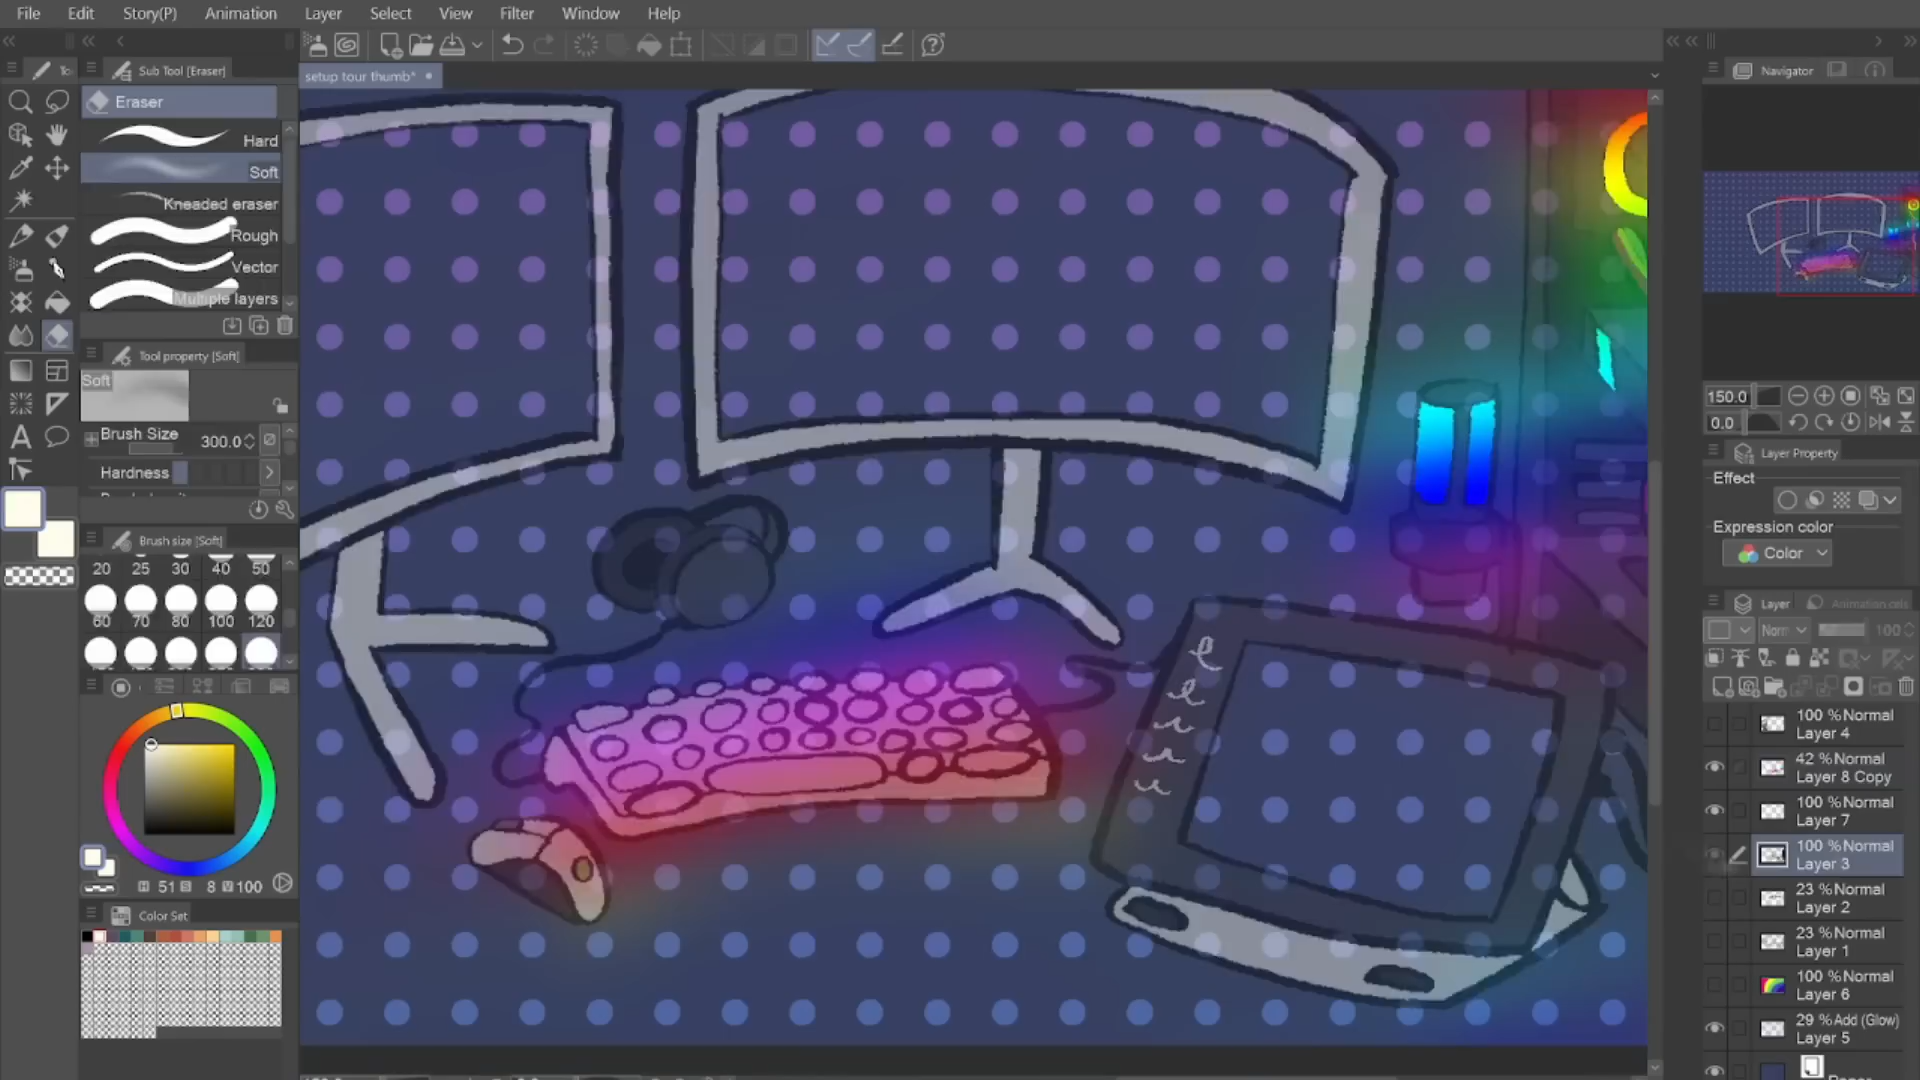 File Edit Story(P) Animation Layer Select View Filter Window Help
Sub Tool [Eraser]
Eraser
setup tour thumb*
Navigator
Hard
Soft
Kneaded eraser
Rough
Vector
Multiple layers
Tool property [Soft]
Soft
Brush Size 300.0
Hardness
Brush size [Soft]
20 25 30 40 50
60 70 80 100 120
H 51 S 8 V 100
Color Set
150.0
0.0
Layer Property
Effect
Expression color
Color
Layer Animation cels
Norm 100
100 %Normal
Layer 4
42 %Normal
Layer 8 Copy
100 %Normal
Layer 7
100 %Normal
Layer 3
23 %Normal
Layer 2
23 %Normal
Layer 1
100 %Normal
Layer 6
29 %Add (Glow)
Layer 5